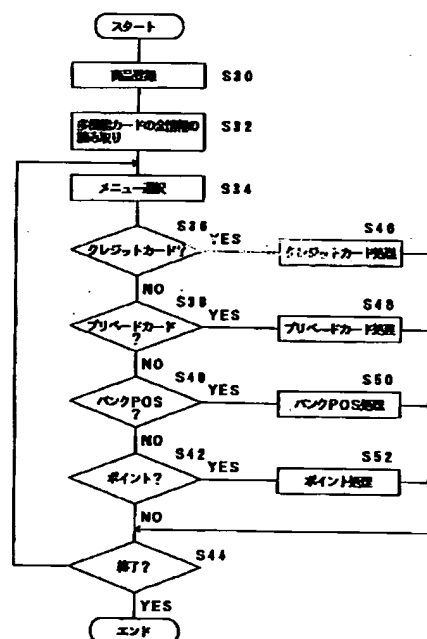 スタート
商品登録 S30
多機能カードの全情報の S32
読み取り
メニュー選択 S34
S36
クレジットカード? YES
S46
クレジットカード処理
NO
S38
プリペードカード
?
YES
S48
プリペードカード処理
NO
S40
バンクPOS
?
YES
S50
バンクPOS処理
NO
S42
ポイント? YES
S52
ポイント処理
NO
S44
終了?
YES
エンド